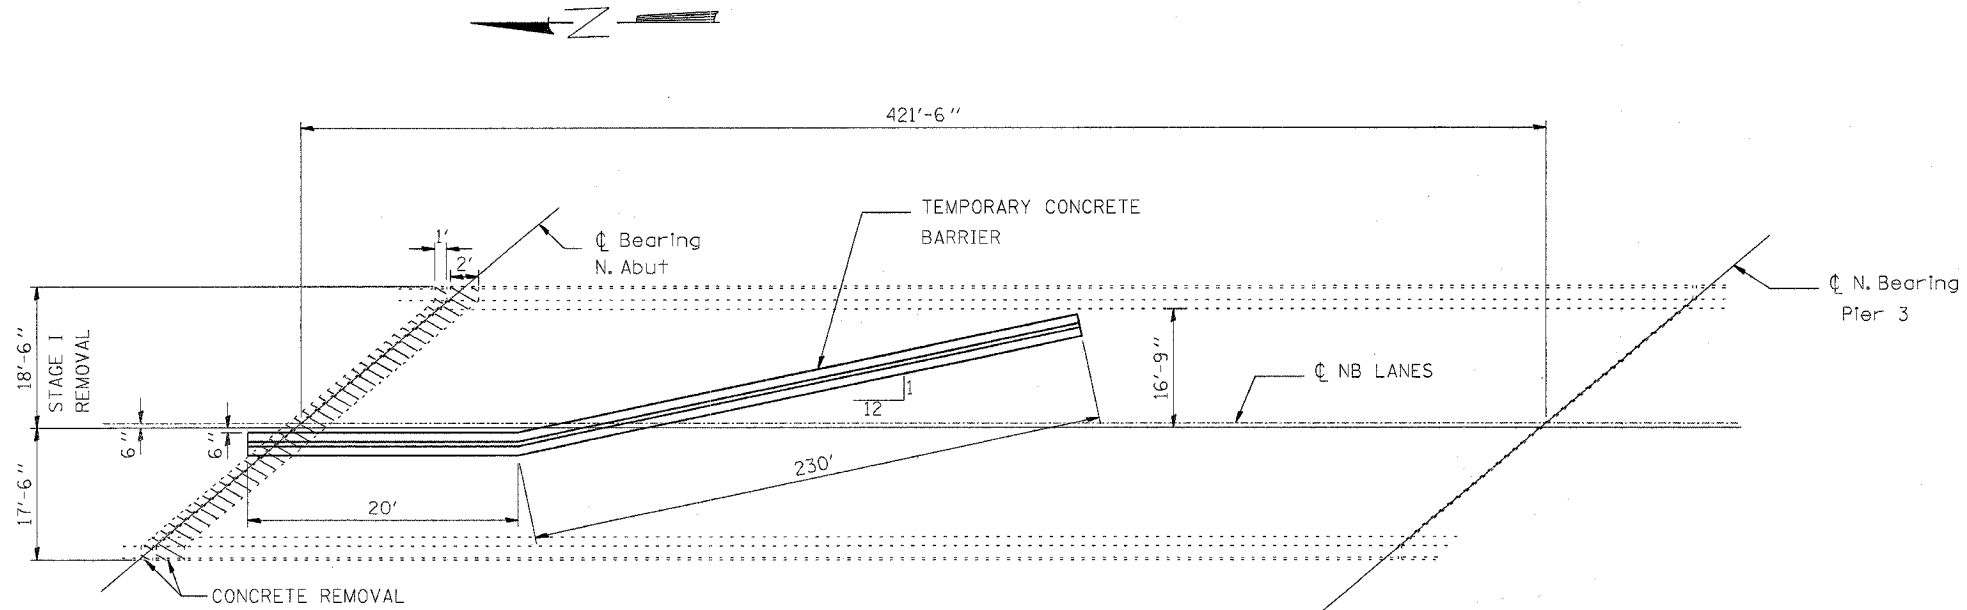 N
421'-6"
TEMPORARY CONCRETE
BARRIER
1'
2'
℄ Bearing
N. Abut
℄ N. Bearing
Pier 3
18'-6"
STAGE I
REMOVAL
16'-9"
℄ NB LANES
1
12
6"
6"
17'-6"
20'
230'
CONCRETE REMOVAL